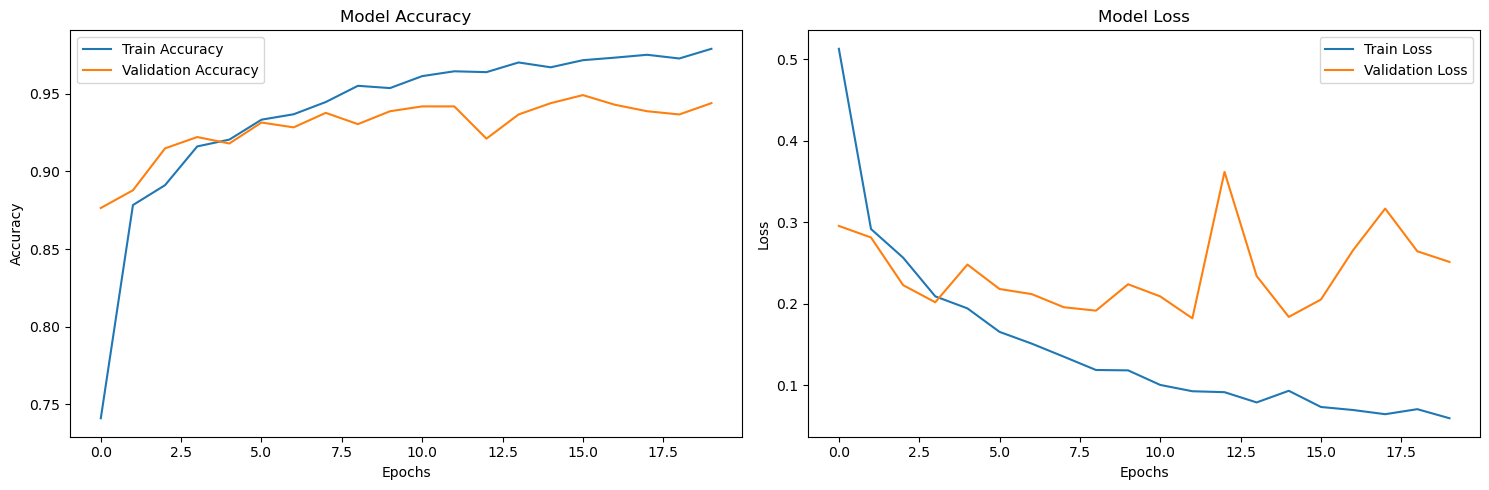 Model Accuracy
Train Accuracy
Validation Accuracy
0.95
0.90
0.85
0.80
0.75
Accuracy
0.0 2.5 5.0 7.5 10.0 12.5 15.0 17.5
Epochs
Model Loss
Train Loss
Validation Loss
0.5
0.4
0.3
0.2
0.1
Loss
0.0 2.5 5.0 7.5 10.0 12.5 15.0 17.5
Epochs